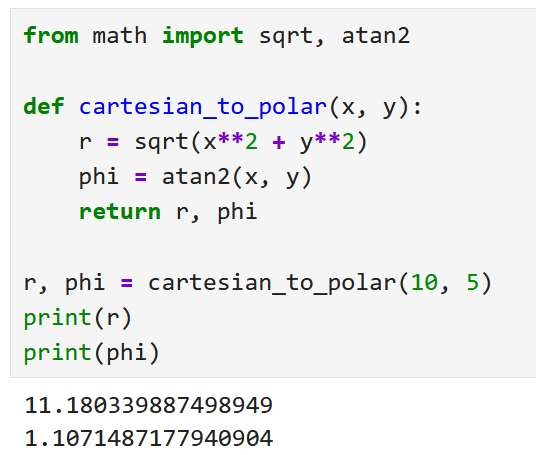 from math import sqrt, atan2
def cartesian_to_polar(x, y):
    r = sqrt(x**2 + y**2)
    phi = atan2(x, y)
    return r, phi
r, phi = cartesian_to_polar(10, 5)
print(r)
print(phi)
11.180339887498949
1.1071487177940904